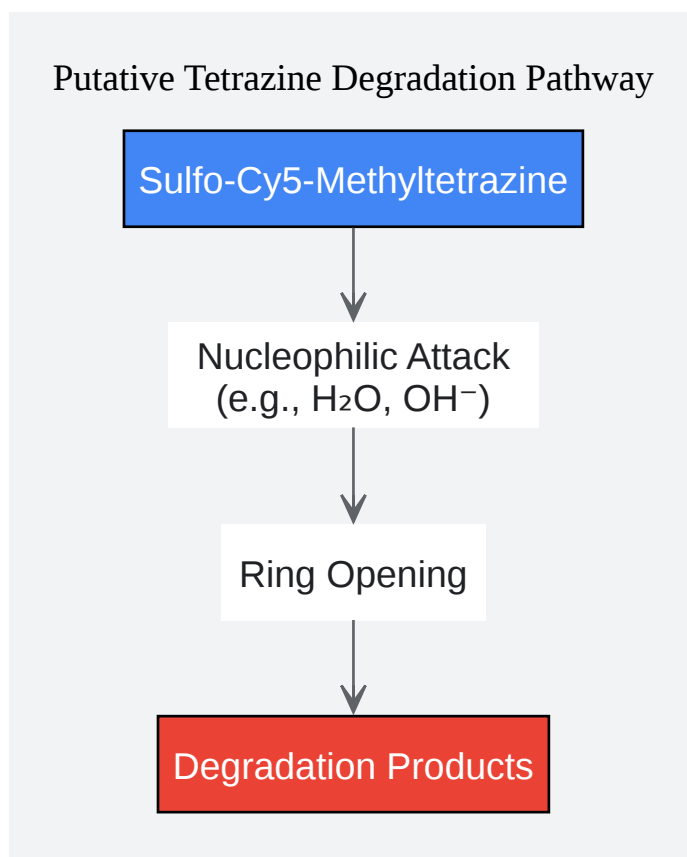 Putative Tetrazine Degradation Pathway
Sulfo-Cy5-Methyltetrazine
Nucleophilic Attack
(e.g., H₂O, OH⁻)
Ring Opening
Degradation Products